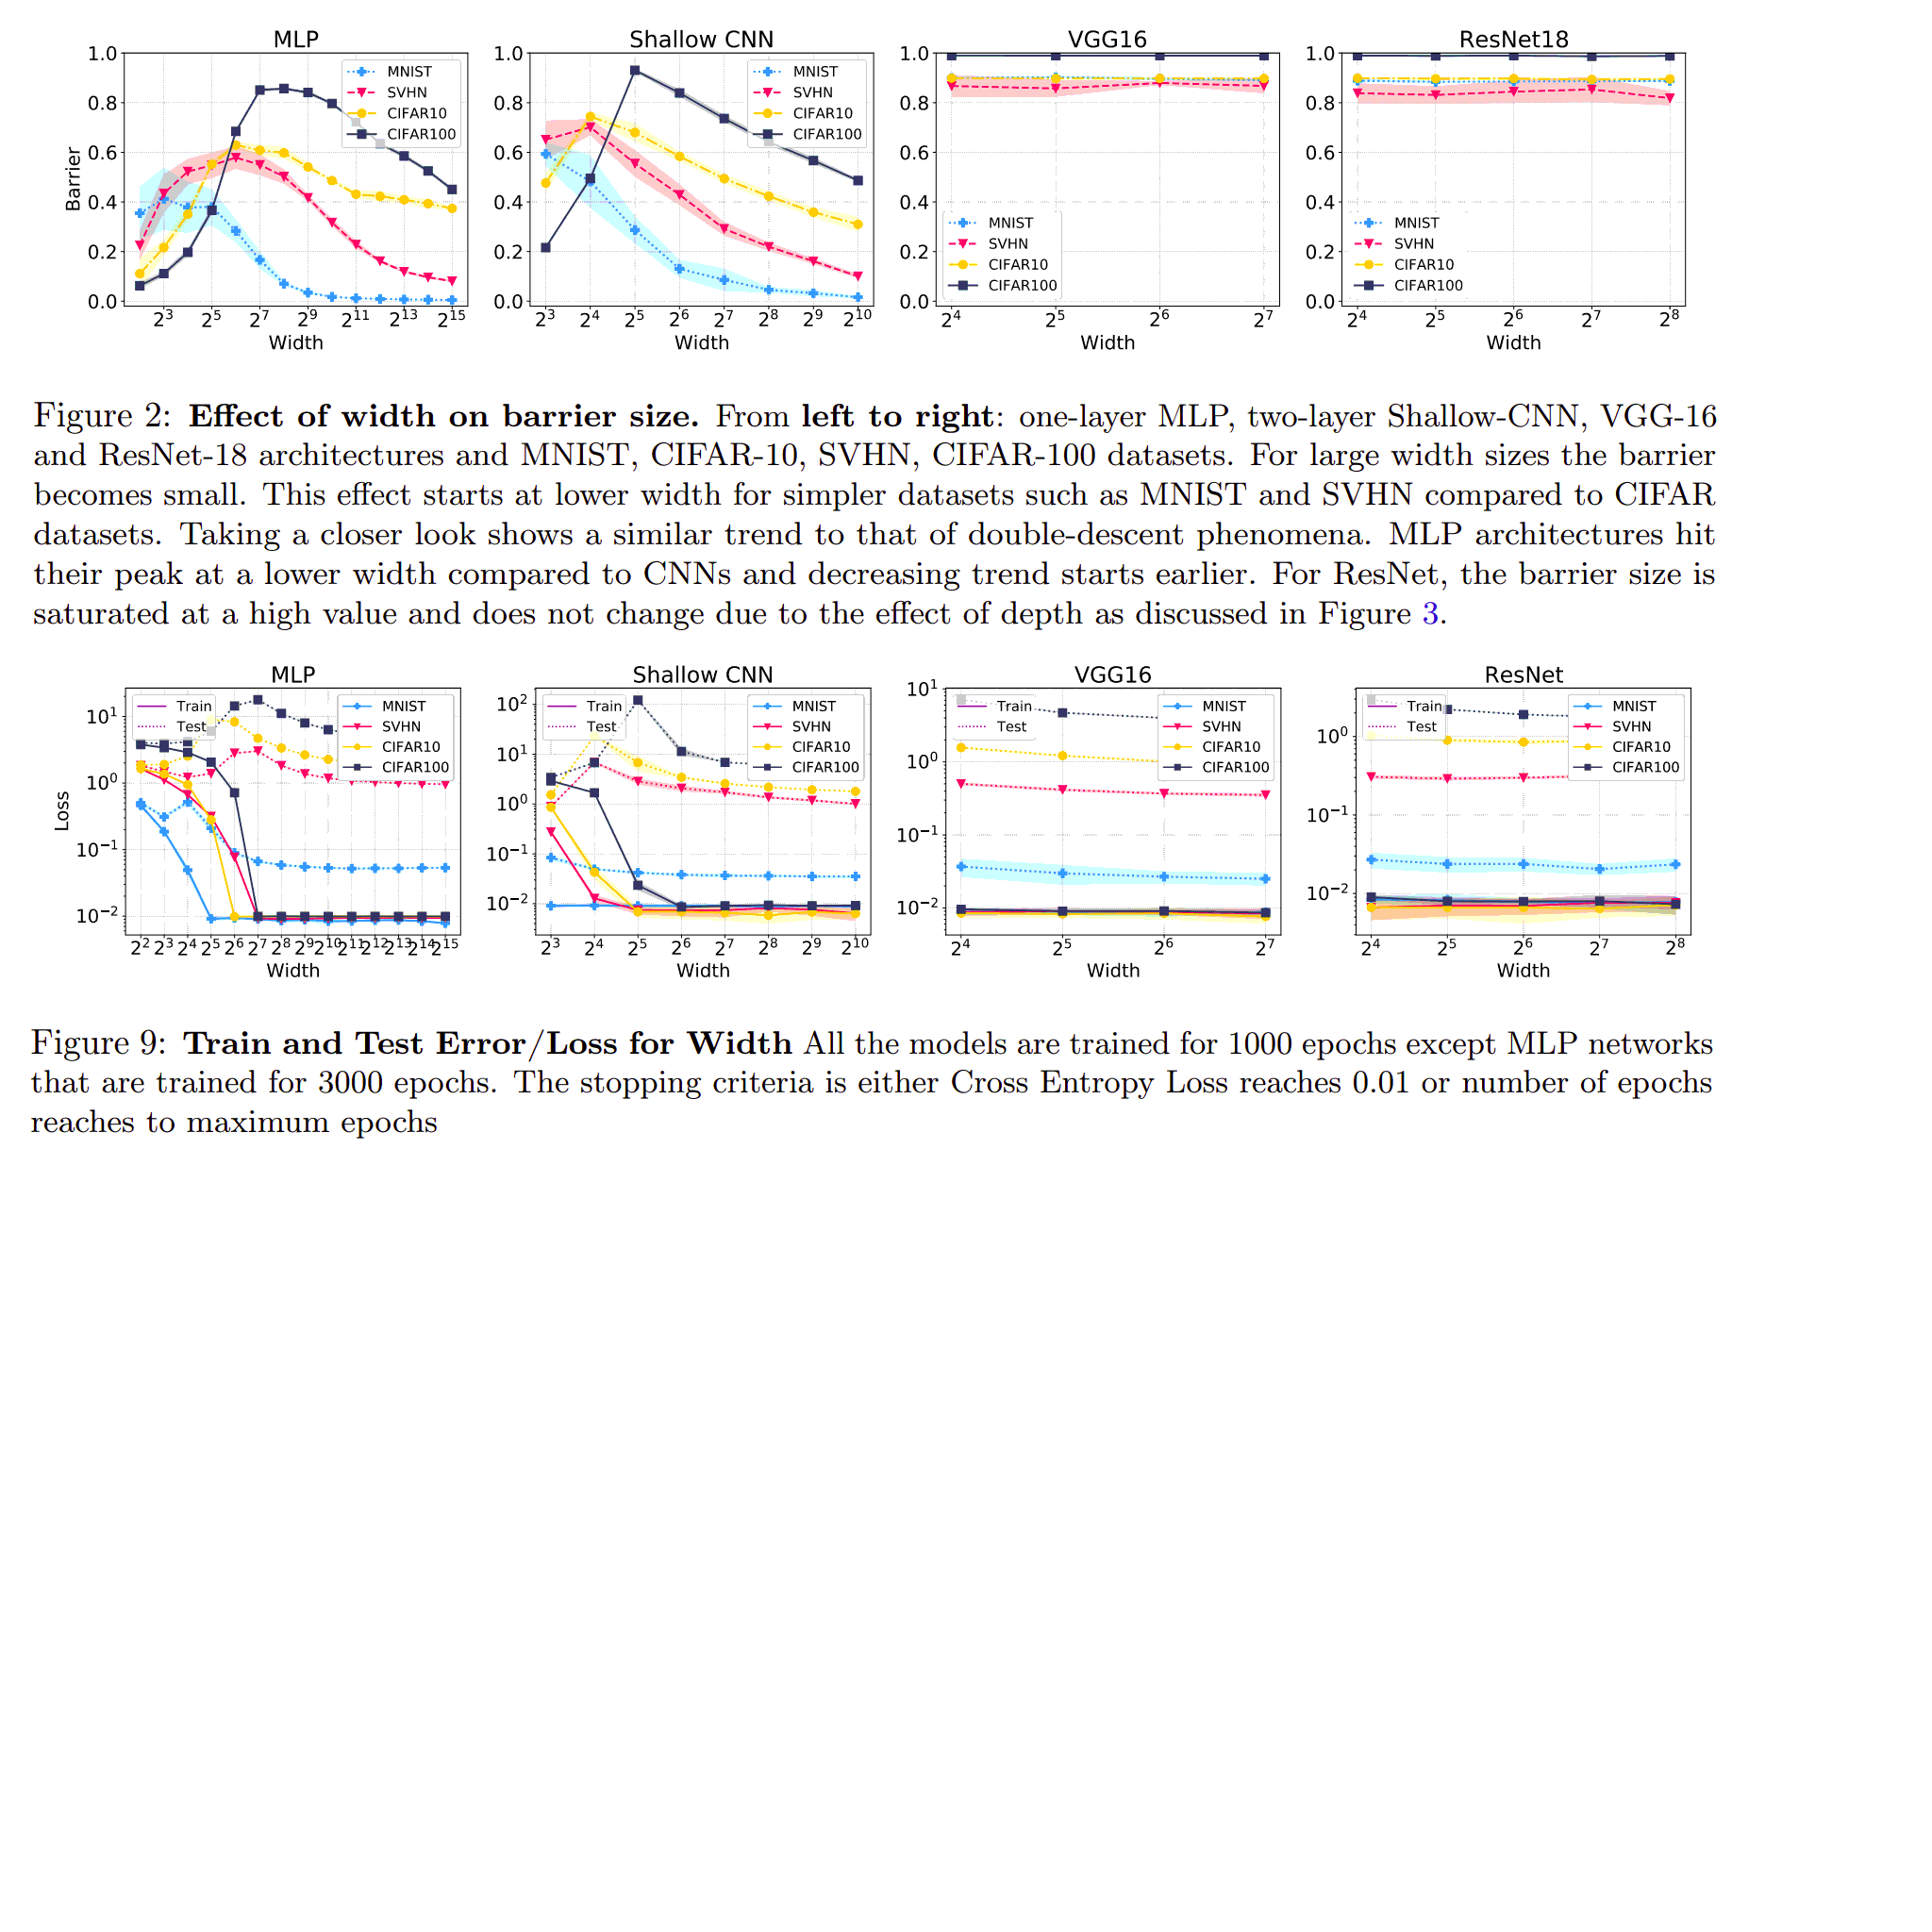 MLP
Shallow CNN
VGG16
ResNet18
Barrier
1.0
0.8
0.6
0.4
0.2
0.0
2^3 2^5 2^7 2^9 2^11 2^13 2^15
Width
MNIST
SVHN
CIFAR10
CIFAR100
1.0
0.8
0.6
0.4
0.2
0.0
2^3 2^4 2^5 2^6 2^7 2^8 2^9 2^10
Width
MNIST
SVHN
CIFAR10
CIFAR100
1.0
0.8
0.6
0.4
0.2
0.0
2^4 2^5 2^6 2^7
Width
MNIST
SVHN
CIFAR10
CIFAR100
1.0
0.8
0.6
0.4
0.2
0.0
2^4 2^5 2^6 2^7 2^8
Width
MNIST
SVHN
CIFAR10
CIFAR100
Figure 2: Effect of width on barrier size. From left to right: one-layer MLP, two-layer Shallow-CNN, VGG-16
and ResNet-18 architectures and MNIST, CIFAR-10, SVHN, CIFAR-100 datasets. For large width sizes the barrier
becomes small. This effect starts at lower width for simpler datasets such as MNIST and SVHN compared to CIFAR
datasets. Taking a closer look shows a similar trend to that of double-descent phenomena. MLP architectures hit
their peak at a lower width compared to CNNs and decreasing trend starts earlier. For ResNet, the barrier size is
saturated at a high value and does not change due to the effect of depth as discussed in Figure 3.
MLP
Shallow CNN
VGG16
ResNet
Loss
10^1
10^0
10^-1
10^-2
2^2 2^3 2^4 2^5 2^6 2^7 2^8 2^9 2^10 2^11 2^12 2^13 2^14 2^15
Width
Train
Test
MNIST
SVHN
CIFAR10
CIFAR100
10^2
10^1
10^0
10^-1
10^-2
2^3 2^4 2^5 2^6 2^7 2^8 2^9 2^10
Width
Train
Test
MNIST
SVHN
CIFAR10
CIFAR100
10^1
10^0
10^-1
10^-2
2^4 2^5 2^6 2^7
Width
Train
Test
MNIST
SVHN
CIFAR10
CIFAR100
10^0
10^-1
10^-2
2^4 2^5 2^6 2^7 2^8
Width
Train
Test
MNIST
SVHN
CIFAR10
CIFAR100
Figure 9: Train and Test Error/Loss for Width All the models are trained for 1000 epochs except MLP networks
that are trained for 3000 epochs. The stopping criteria is either Cross Entropy Loss reaches 0.01 or number of epochs
reaches to maximum epochs